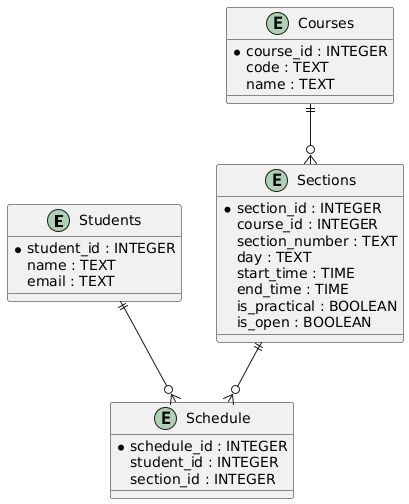 E Courses
course_id : INTEGER
code : TEXT
name : TEXT
E Sections
section_id : INTEGER
course_id : INTEGER
section_number : TEXT
day : TEXT
start_time : TIME
end_time : TIME
is_practical : BOOLEAN
is_open : BOOLEAN
E Students
student_id : INTEGER
name : TEXT
email : TEXT
E Schedule
schedule_id : INTEGER
student_id : INTEGER
section_id : INTEGER